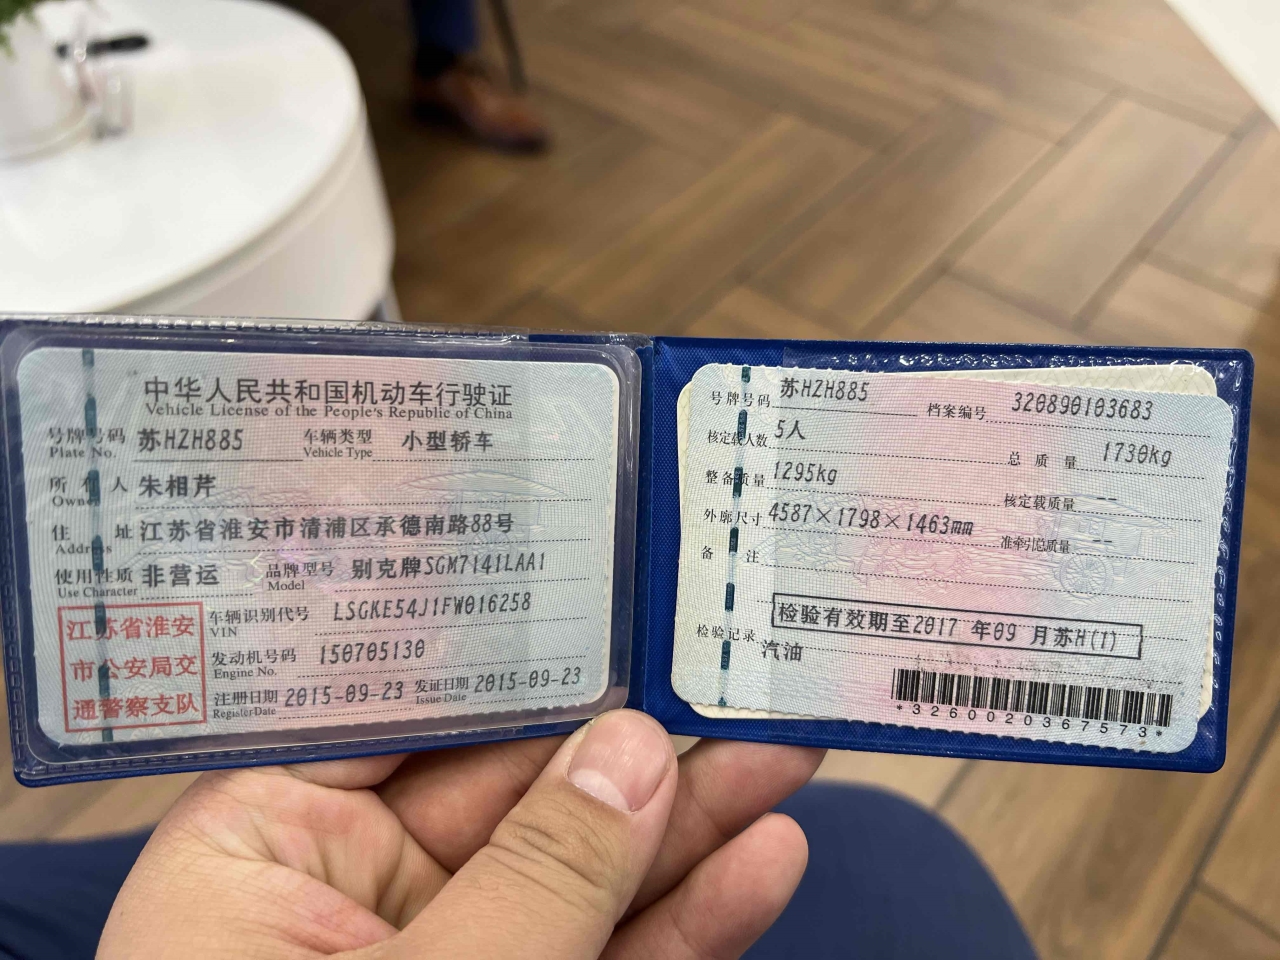 中华人民共和国机动车行驶证
Vehicle License of the People's Republic of China
号牌号码 苏HZH885 车辆类型 小型轿车
Plate No. Vehicle Type
所有人 朱相芹
Owner
住址 江苏省淮安市清浦区承德南路88号
Address
使用性质 非营运 品牌型号 别克牌SGM7141LAA1
Use Character Model
江苏省淮安市公安局交通警察支队
车辆识别代号 LSGKE54J1FW016258
VIN
发动机号码 150705130
Engine No.
注册日期 2015-09-23 发证日期 2015-09-23
Register Date Issue Date
号牌号码 苏HZH885 档案编号 320890103683
核定载人数 5人 总质量 1730kg
整备质量 1295kg 核定载质量 --
外廓尺寸 4587×1798×1463mm 准牵引总质量 --
备注
检验有效期至2017年09月苏H(1)
检验记录
汽油
*3260020367573*